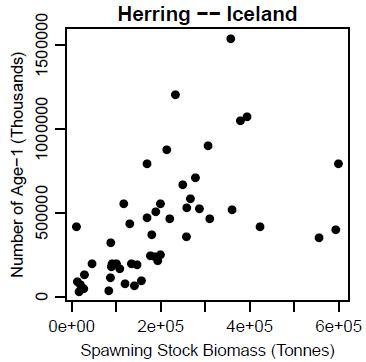 Herring −− Iceland
Number of Age−1 (Thousands)
1500000
1000000
500000
0
0e+00 2e+05 4e+05 6e+05
Spawning Stock Biomass (Tonnes)